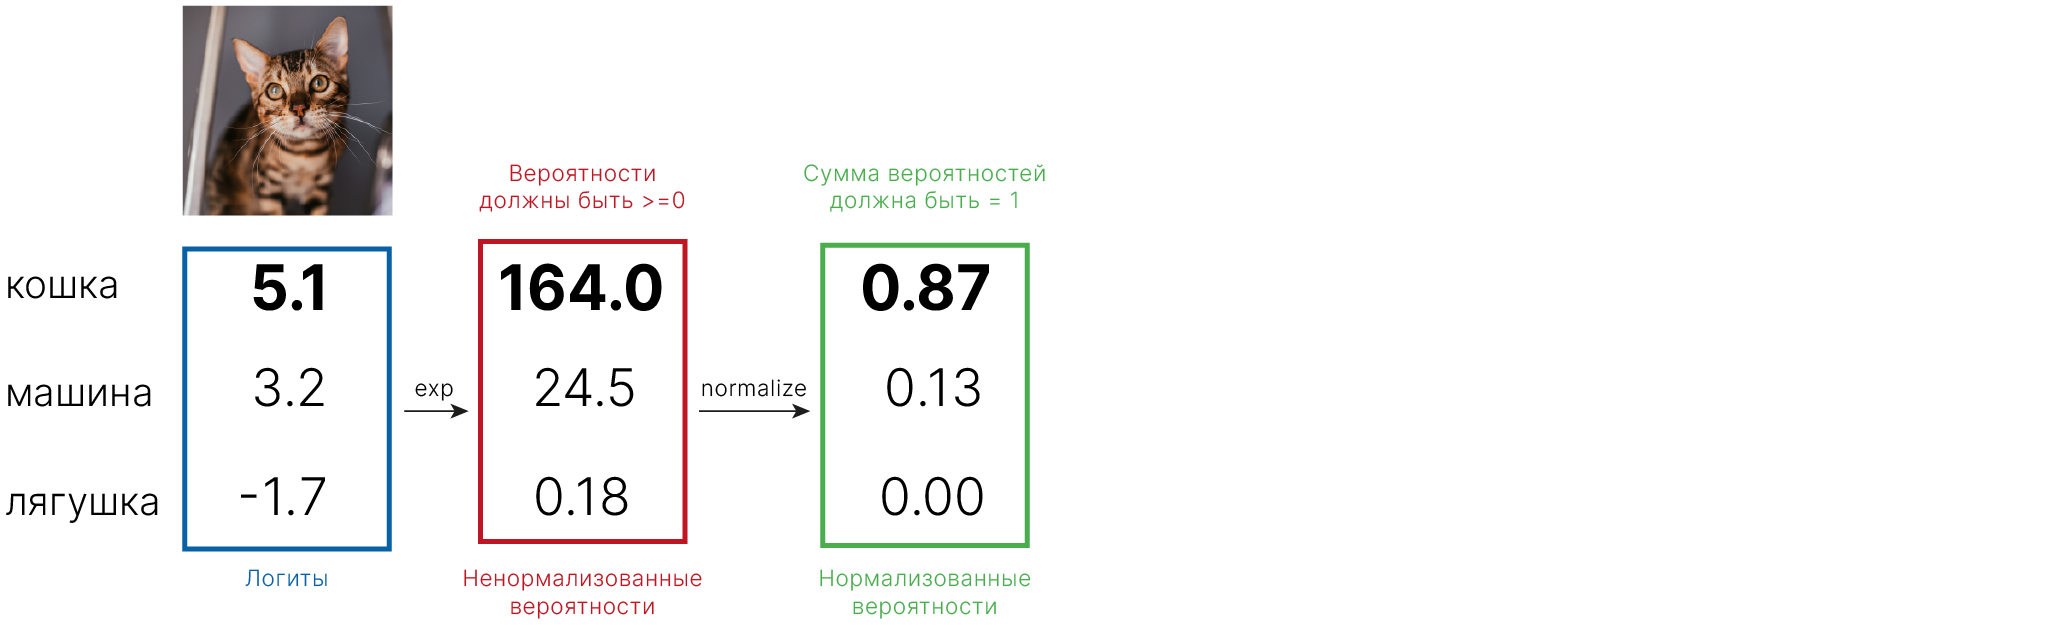 Вероятности
должны быть >=0
Сумма вероятностей
должна быть = 1
кошка
5.1
164.0
0.87
машина
3.2
exp
24.5
normalize
0.13
лягушка
-1.7
0.18
0.00
Логиты
Ненормализованные
вероятности
Нормализованные
вероятности